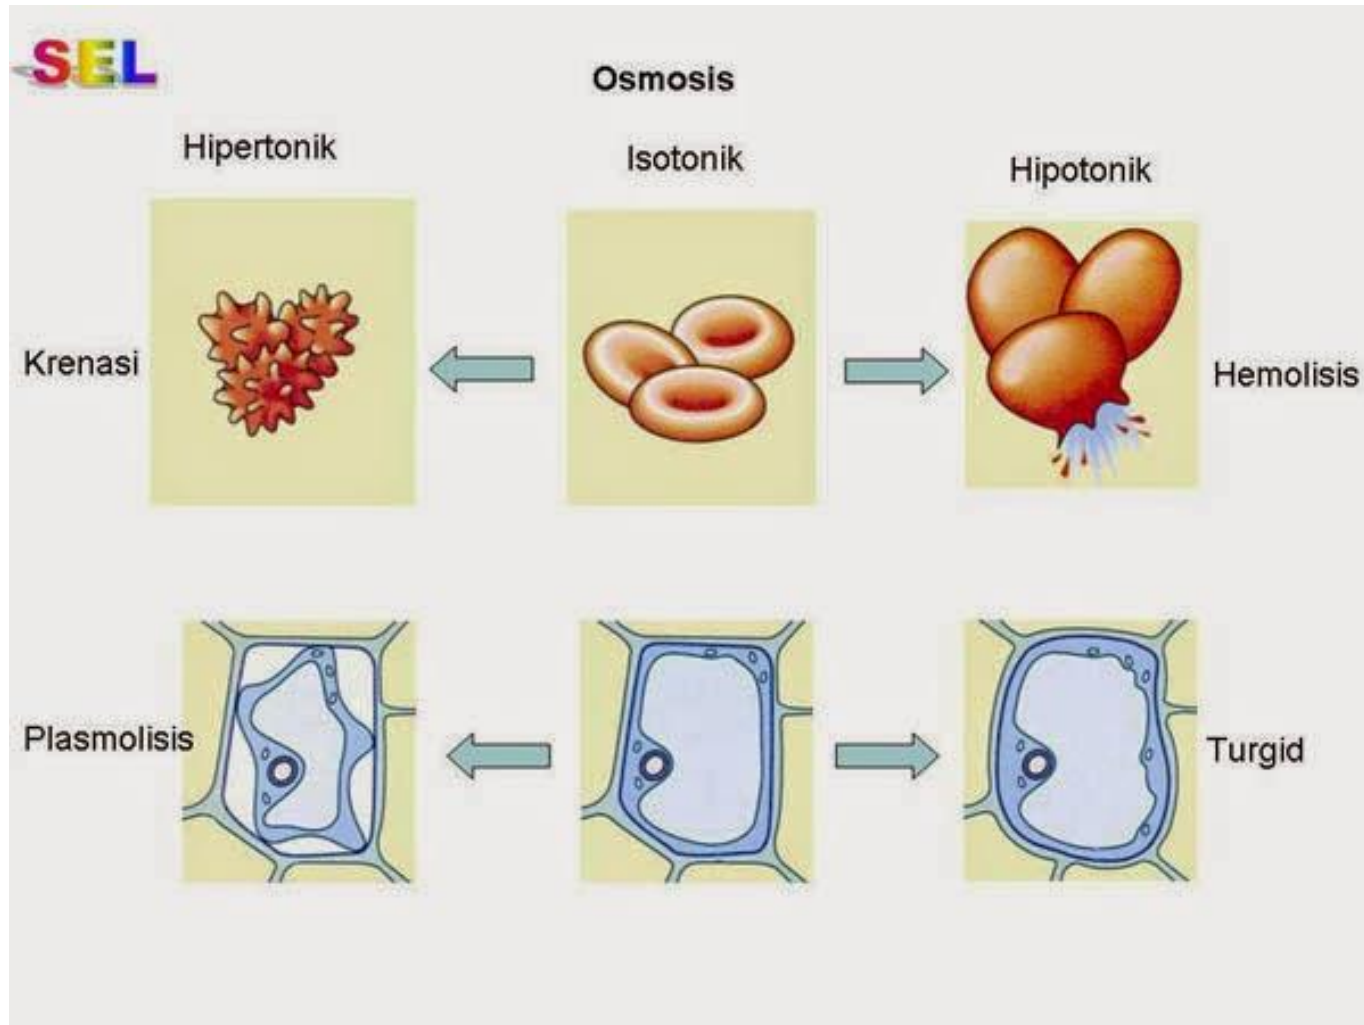 SEL
Osmosis
Hipertonik
Isotonik
Hipotonik
Krenasi
Hemolisis
Plasmolisis
Turgid